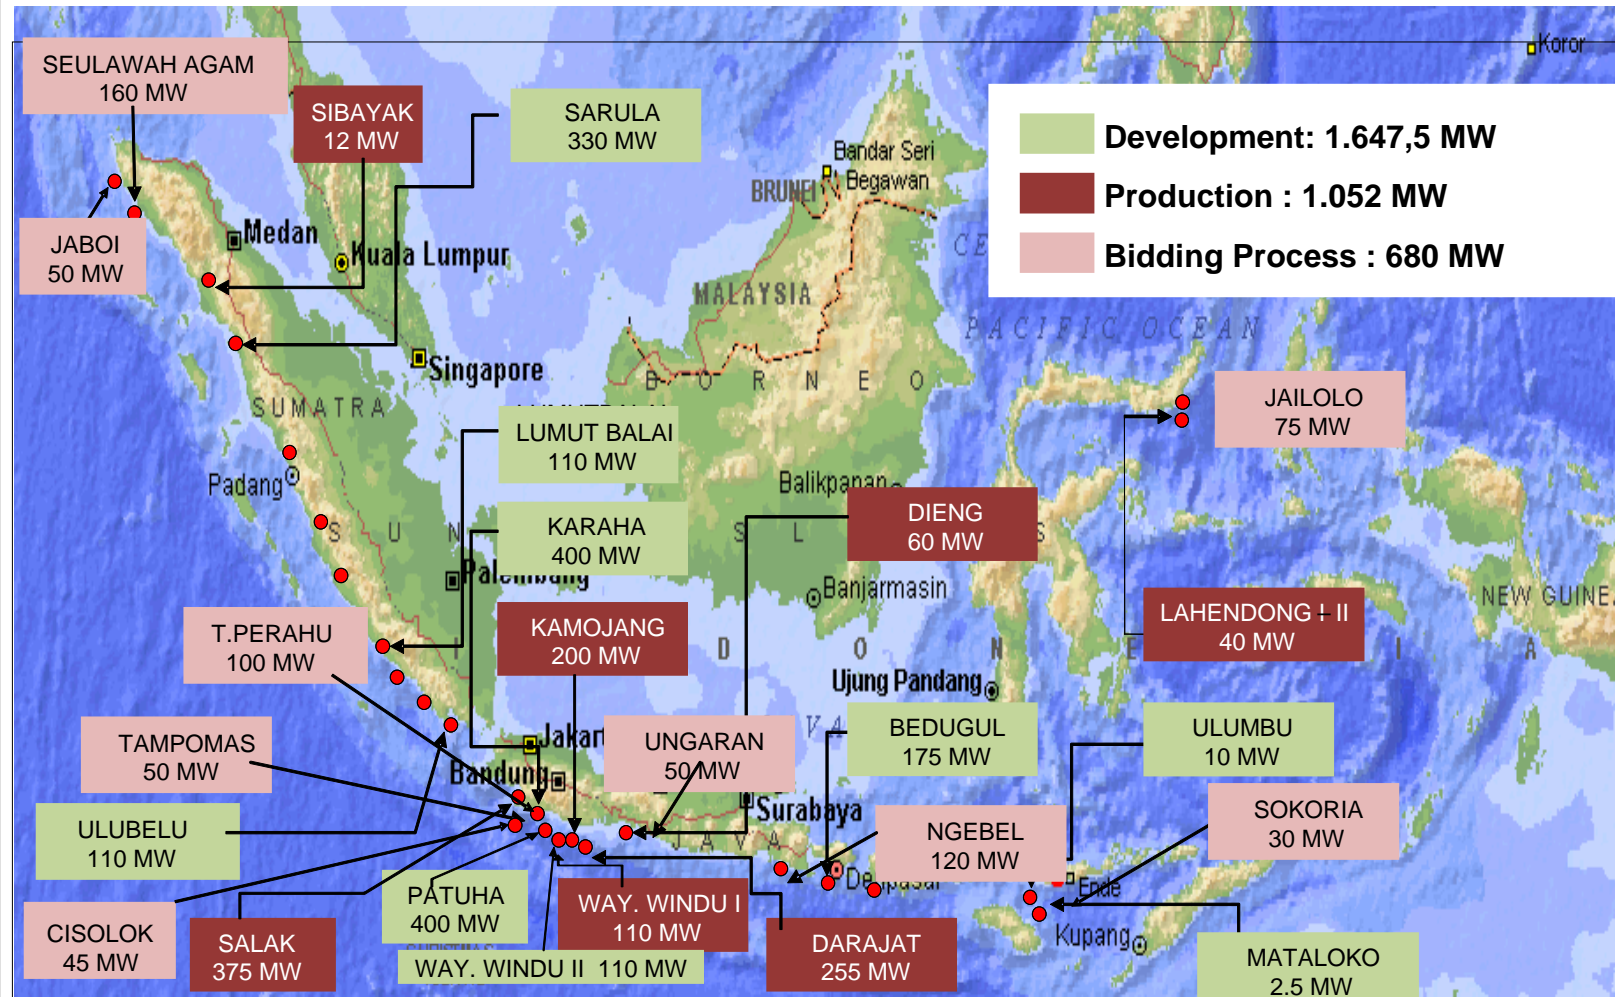 Koror
SEULAWAH AGAM
160 MW
SIBAYAK
12 MW
SARULA
330 MW
Development: 1.647,5 MW
Production : 1.052 MW
Bidding Process : 680 MW
Bandar Seri
Begawan
BRUNEI
JABOI
50 MW
Medan
Kuala Lumpur
MALAYSIA
PACIFIC OCEAN
Singapore
BORNEO
SUMATRA
JAILOLO
75 MW
LUMUT BALAI
110 MW
Padang
Balikpapan
KARAHA
400 MW
DIENG
60 MW
Palembang
Banjarmasin
NEW GUINE
T.PERAHU
100 MW
KAMOJANG
200 MW
LAHENDONG I- II
40 MW
Ujung Pandang
TAMPOMAS
50 MW
Jakart
UNGARAN
50 MW
BEDUGUL
175 MW
ULUMBU
10 MW
Bandung
Surabaya
JAVA
ULUBELU
110 MW
NGEBEL
120 MW
SOKORIA
30 MW
Denpasar
Ende
PATUHA
400 MW
WAY. WINDU I
110 MW
CISOLOK
45 MW
SALAK
375 MW
DARAJAT
255 MW
Kupang
WAY. WINDU II 110 MW
MATALOKO
2.5 MW